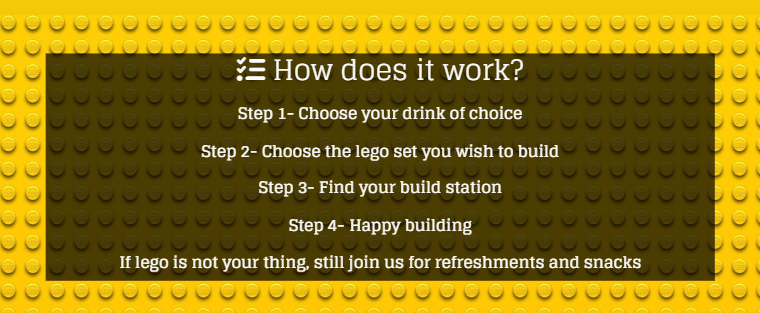 How does it work?
Step 1- Choose your drink of choice
Step 2- Choose the lego set you wish to build
Step 3- Find your build station
Step 4- Happy building
If lego is not your thing, still join us for refreshments and snacks